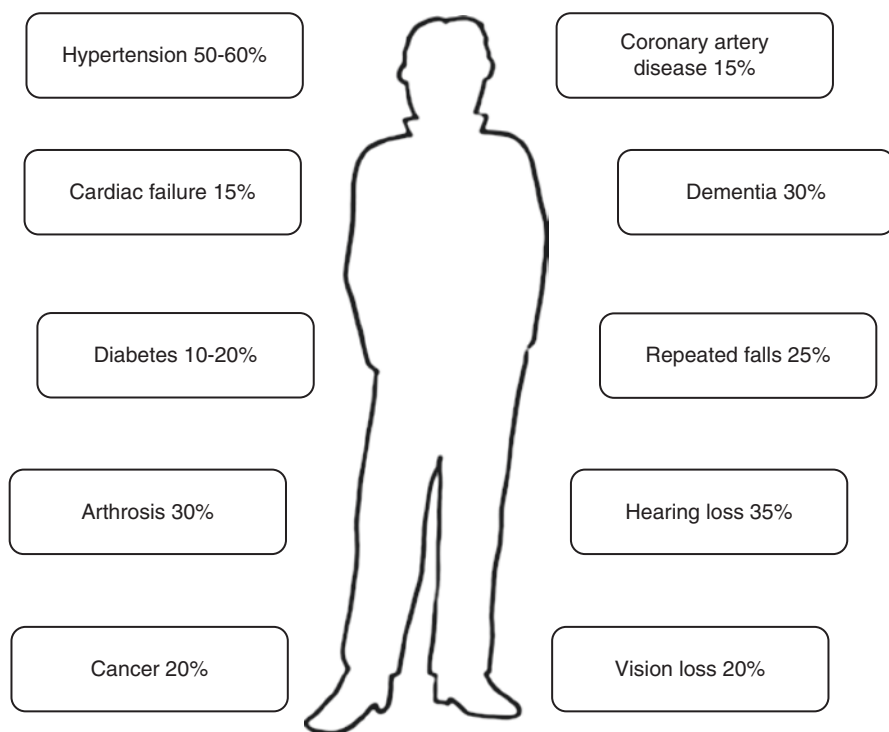 Hypertension 50-60%
Coronary artery
disease 15%
Cardiac failure 15%
Dementia 30%
Diabetes 10-20%
Repeated falls 25%
Arthrosis 30%
Hearing loss 35%
Cancer 20%
Vision loss 20%